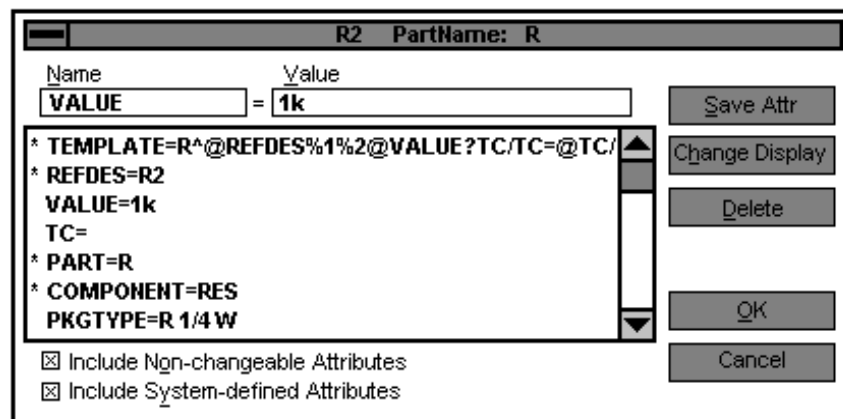 R2 PartName: R
Name Value
VALUE = 1k
Save Attr
* TEMPLATE=R^@REFDES%1%2@VALUE?TC/TC=@TC/
Change Display
* REFDES=R2
VALUE=1k
Delete
TC=
* PART=R
* COMPONENT=RES
OK
PKGTYPE=R 1/4 W
Cancel
Include Non-changeable Attributes
Include System-defined Attributes